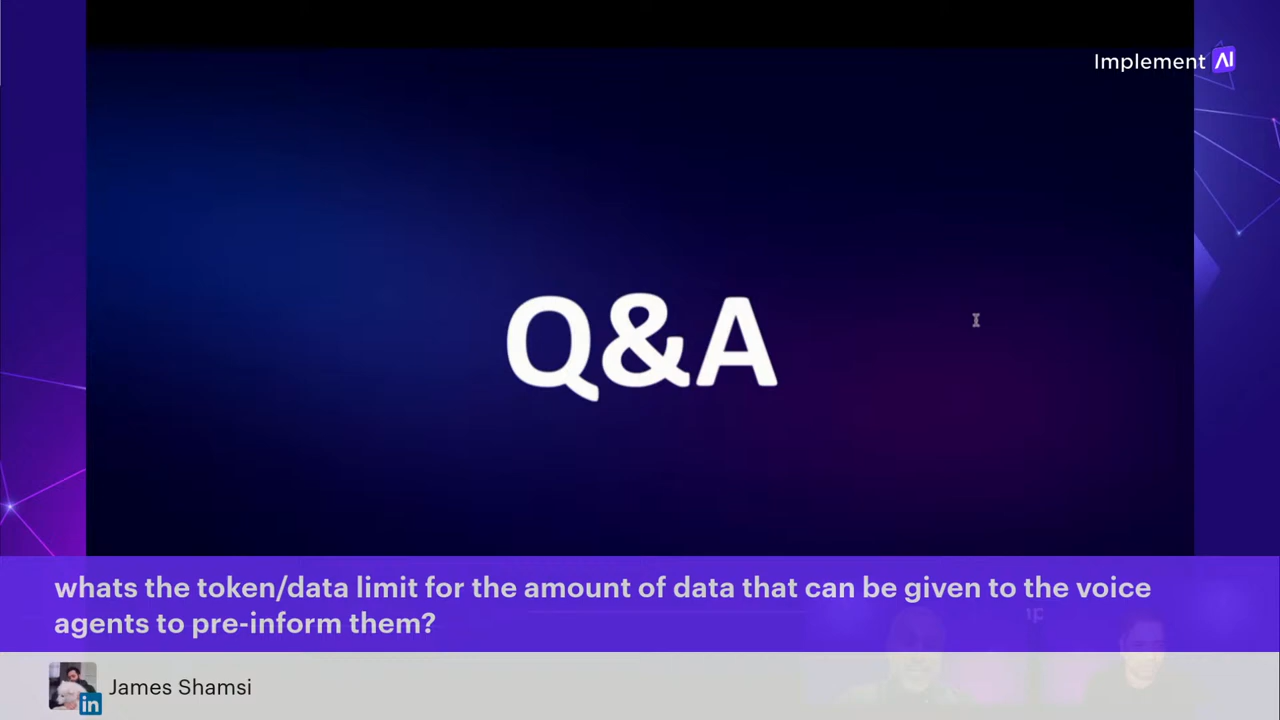 Implement AI
Q&A
whats the token/data limit for the amount of data that can be given to the voice
agents to pre-inform them?
in
James Shamsi